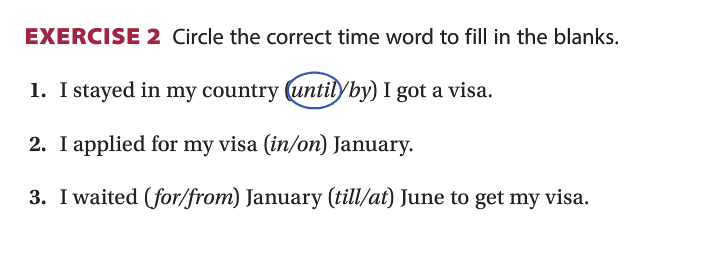 EXERCISE 2 Circle the correct time word to fill in the blanks.
1. I stayed in my country (until/by) I got a visa.
2. I applied for my visa (in/on) January.
3. I waited (for/from) January (till/at) June to get my visa.